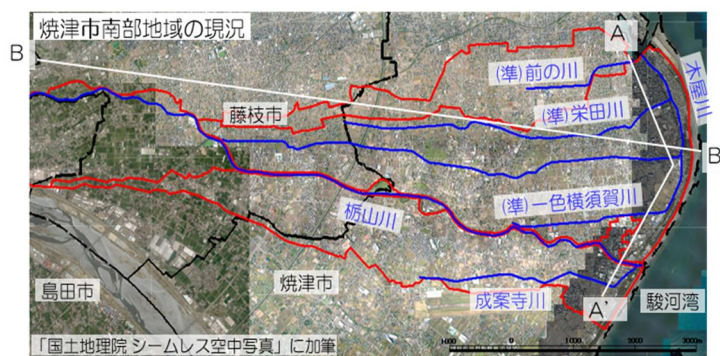 焼津市南部地域の現況
A
B
(準)前の川
木屋川
藤枝市
(準)栄田川
B
(準)一色横須賀川
栃山川
島田市
焼津市
成案寺川
A'
駿河湾
「国土地理院 シームレス空中写真」に加筆